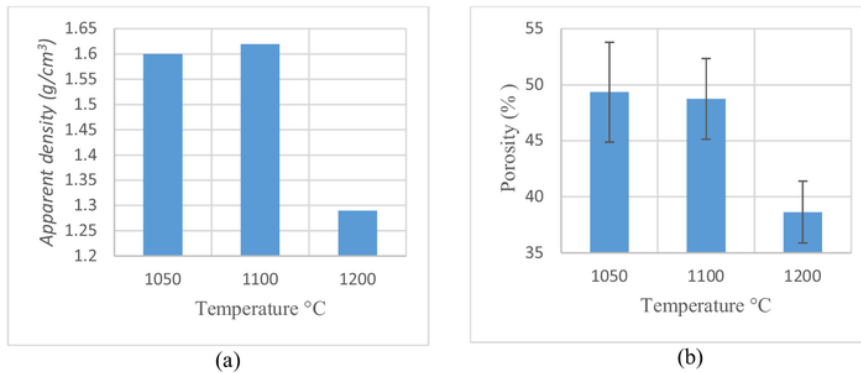 Apparent density (g/cm³)
1.65
1.6
1.55
1.5
1.45
1.4
1.35
1.3
1.25
1.2
1050 1100 1200
Temperature °C
(a)
Porosity (%)
55
50
45
40
35
1050 1100 1200
Temperature °C
(b)